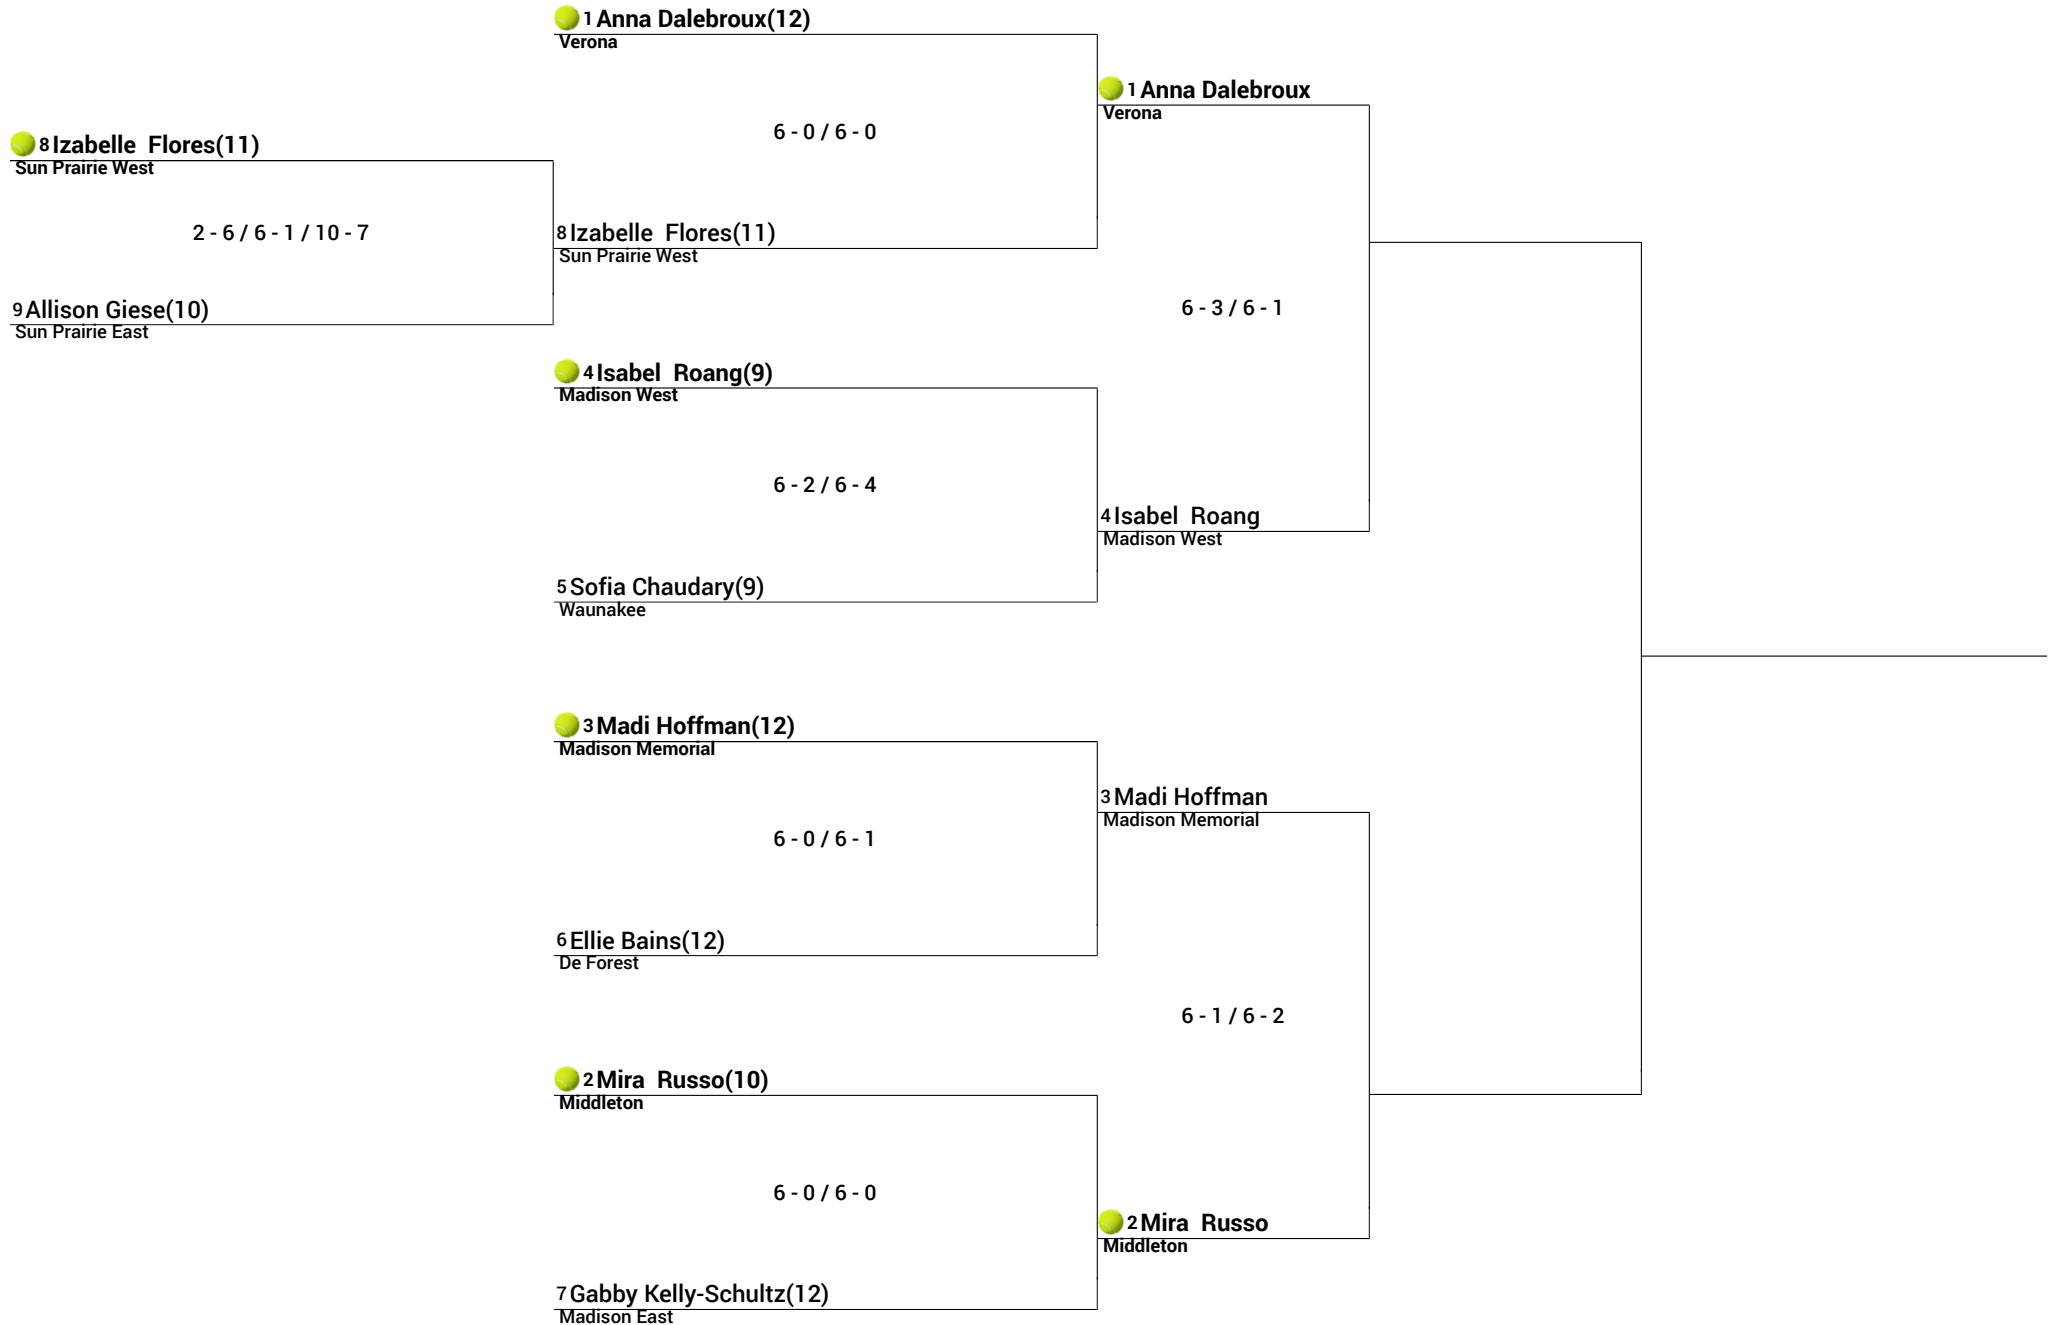 1 Anna Dalebroux(12)
Verona
6 - 0 / 6 - 0
1 Anna Dalebroux
Verona
8 Izabelle  Flores(11)
Sun Prairie West
2 - 6 / 6 - 1 / 10 - 7
8 Izabelle  Flores(11)
Sun Prairie West
9 Allison Giese(10)
Sun Prairie East
6 - 3 / 6 - 1
4 Isabel  Roang(9)
Madison West
6 - 2 / 6 - 4
4 Isabel  Roang
Madison West
5 Sofia Chaudary(9)
Waunakee
3 Madi Hoffman(12)
Madison Memorial
6 - 0 / 6 - 1
3 Madi Hoffman
Madison Memorial
6 Ellie Bains(12)
De Forest
6 - 1 / 6 - 2
2 Mira  Russo(10)
Middleton
6 - 0 / 6 - 0
2 Mira  Russo
Middleton
7 Gabby Kelly-Schultz(12)
Madison East